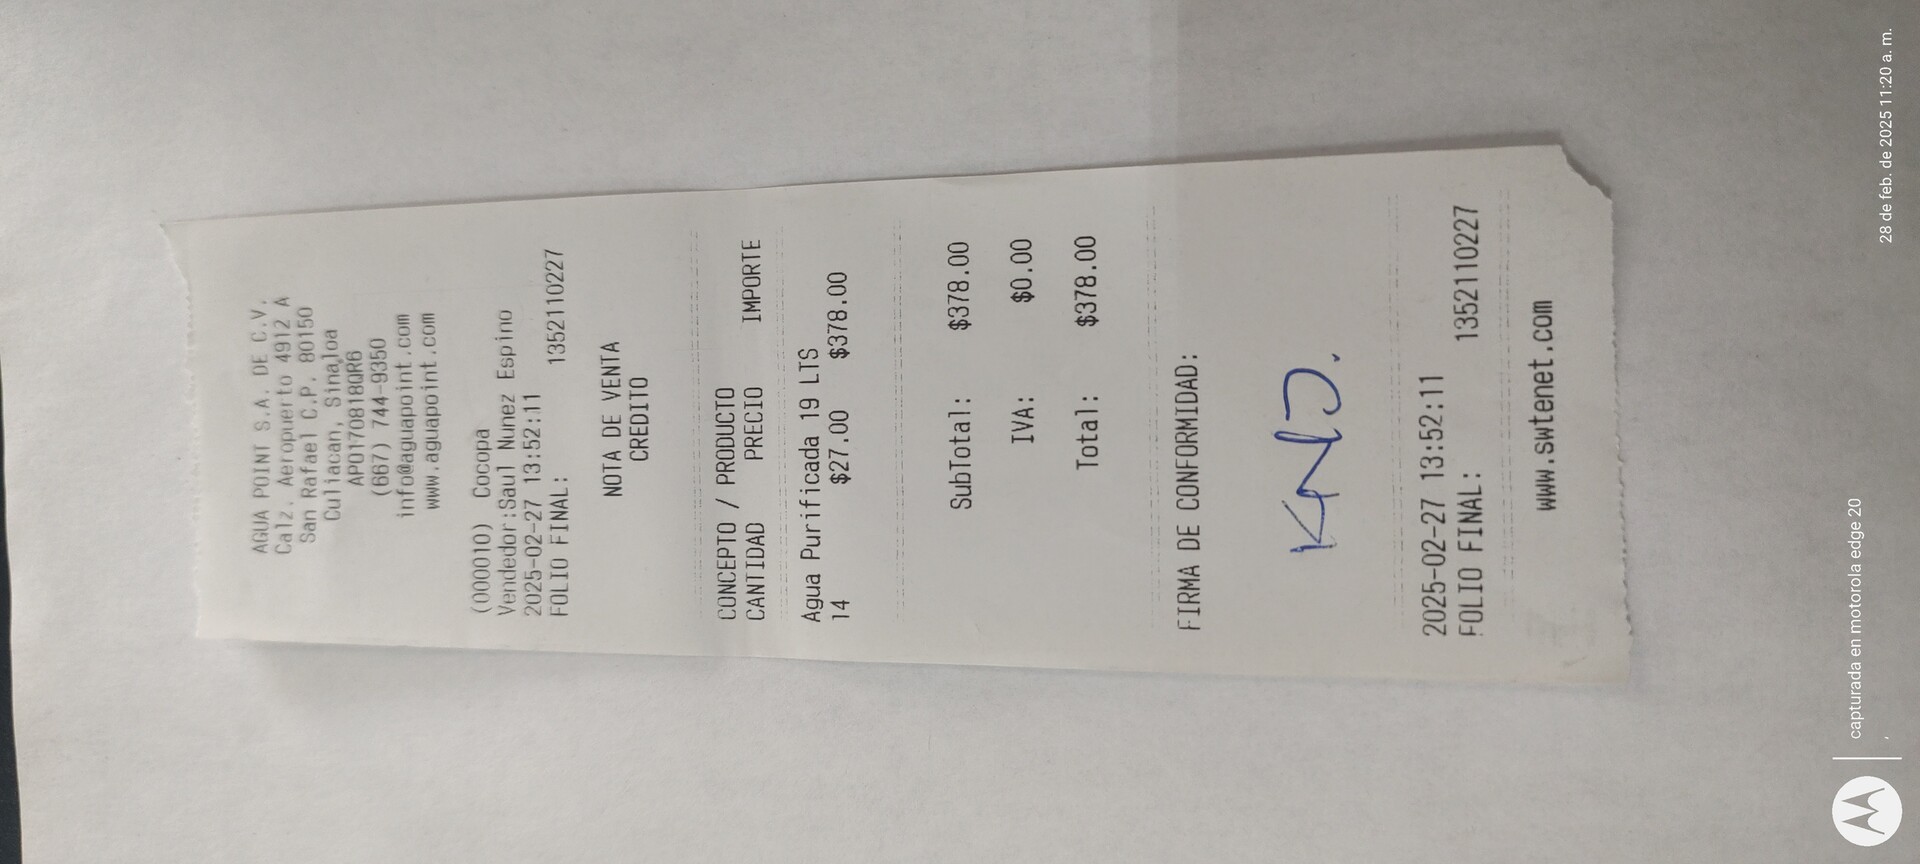 AGUA POINT S.A. DE C.V.
Calz. Aeropuerto 4912 A
San Rafael C.P. 80150
Culiacan, Sinaloa
APO170818QR6
(667) 744-9350
info@aguapoint.com
www.aguapoint.com
(000010) Cocopa
Vendedor:Saul Nunez Espino
2025-02-27 13:52:11
FOLIO FINAL: 1352110227
NOTA DE VENTA
CREDITO
CONCEPTO / PRODUCTO
CANTIDAD PRECIO IMPORTE
Agua Purificada 19 LTS
14 $27.00 $378.00
SubTotal: $378.00
IVA: $0.00
Total: $378.00
FIRMA DE CONFORMIDAD:
2025-02-27 13:52:11
FOLIO FINAL: 1352110227
www.swtenet.com
capturada en motorola edge 20
28 de feb. de 2025 11:20 a. m.